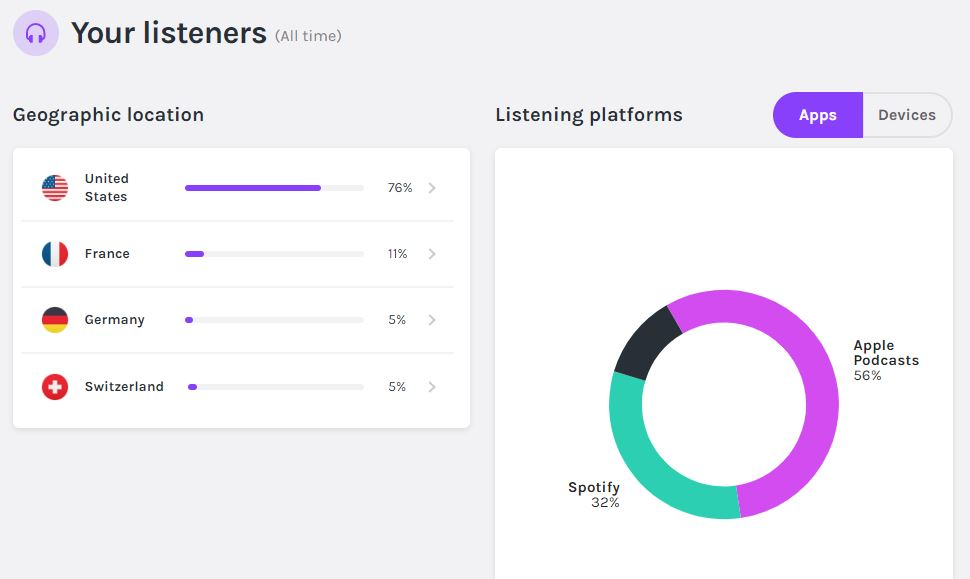 Your listeners (All time)
Geographic location
United
States
76%
France
11%
Germany
5%
Switzerland
5%
Listening platforms
Apps
Devices
Apple
Podcasts
56%
Spotify
32%